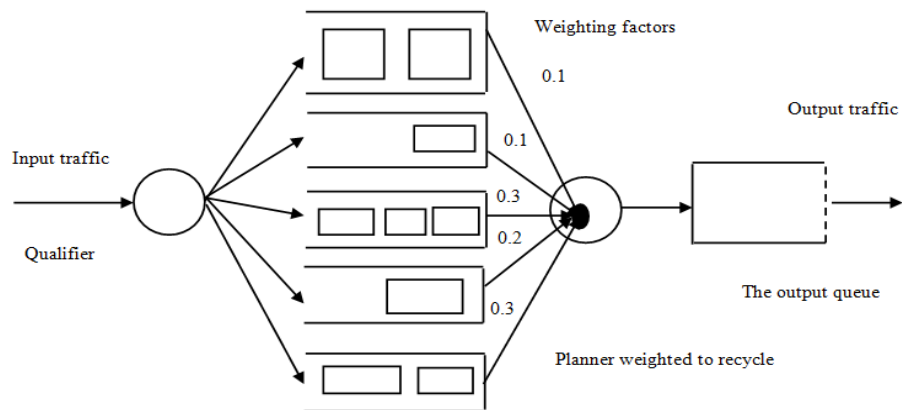 Weighting factors
0.1
Output traffic
0.1
Input traffic
0.3
0.2
Qualifier
The output queue
0.3
Planner weighted to recycle